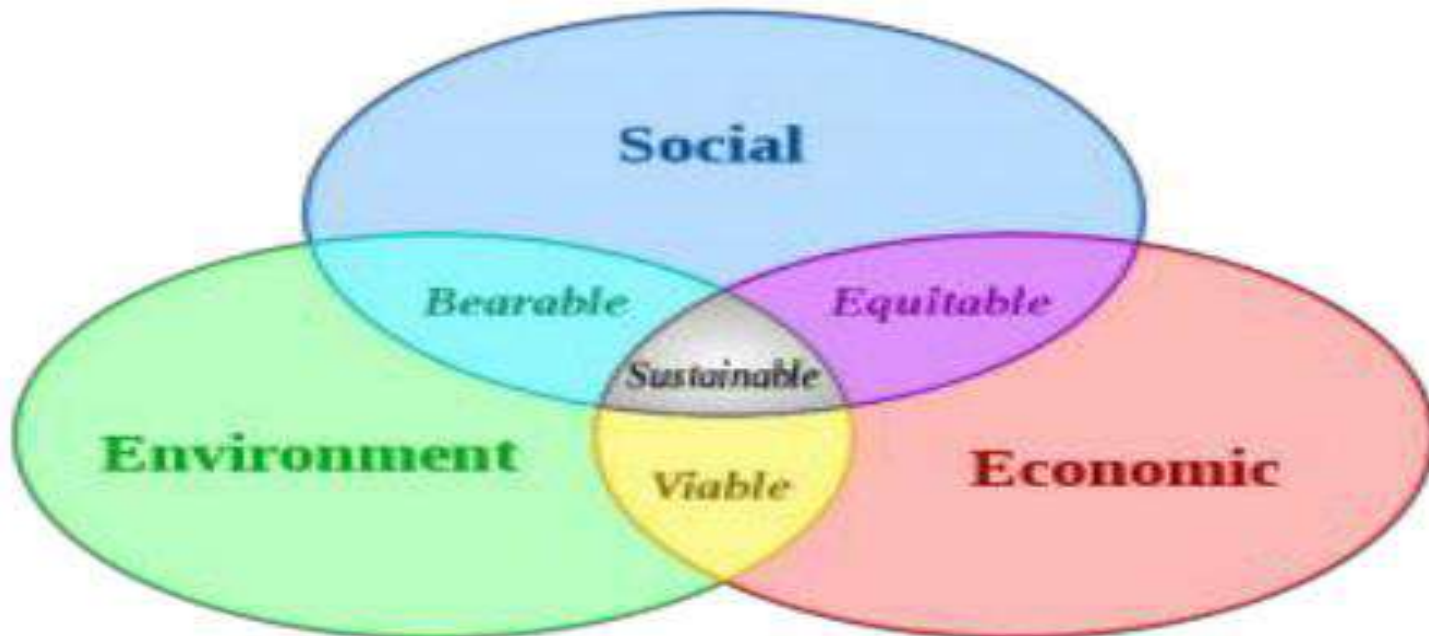 Social
Bearable
Equitable
Sustainable
Environment
Economic
Viable